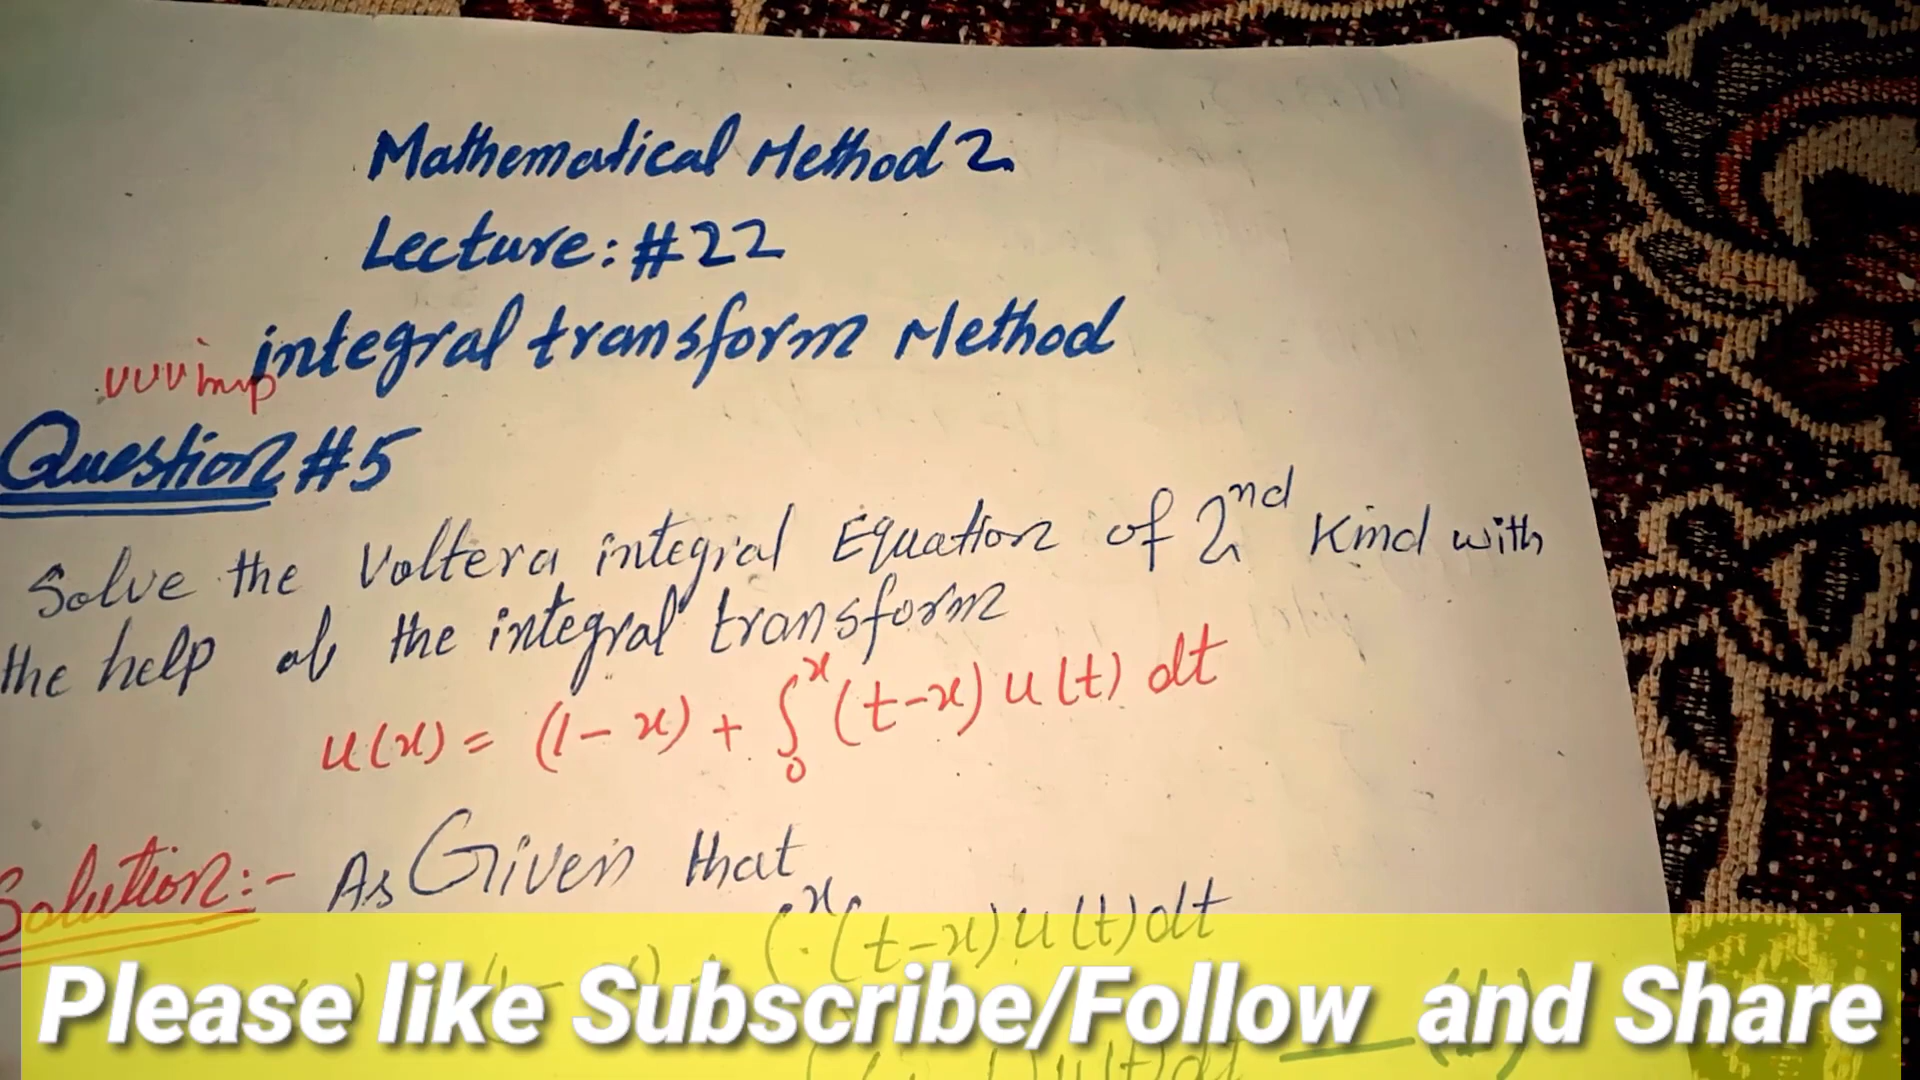 Mathematical Method 2
Lecture: #22
integral transform Method
vvvimp
Question #5
Solve the Voltera integral Equation of 2nd Kind with
the help of the integral transform
u(x) = (1-x) + ∫₀ˣ (t-x) u(t) dt
Solution:- As Given that
(t-x) u(t) dt
Please like Subscribe/Follow and Share
u(t) dt